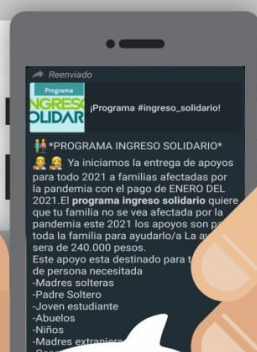 Reenviado
Programa
¡Programa #ingreso_solidario!
*PROGRAMA INGRESO SOLIDARIO*
Ya iniciamos la entrega de apoyos
para todo 2021 a familias afectadas por
la pandemia con el pago de ENERO DEL
2021.El programa ingreso solidario quiere
que tu familia no se vea afectada por la
pandemia este 2021 los apoyos son
toda la familia para ayudarlo/a La
sera de 240.000 pesos.
Este apoyo esta destinado para
de persona necesitada
-Madres solteras
-Padre Soltero
-Joven estudiante
-Abuelos
-Niños
-Madres